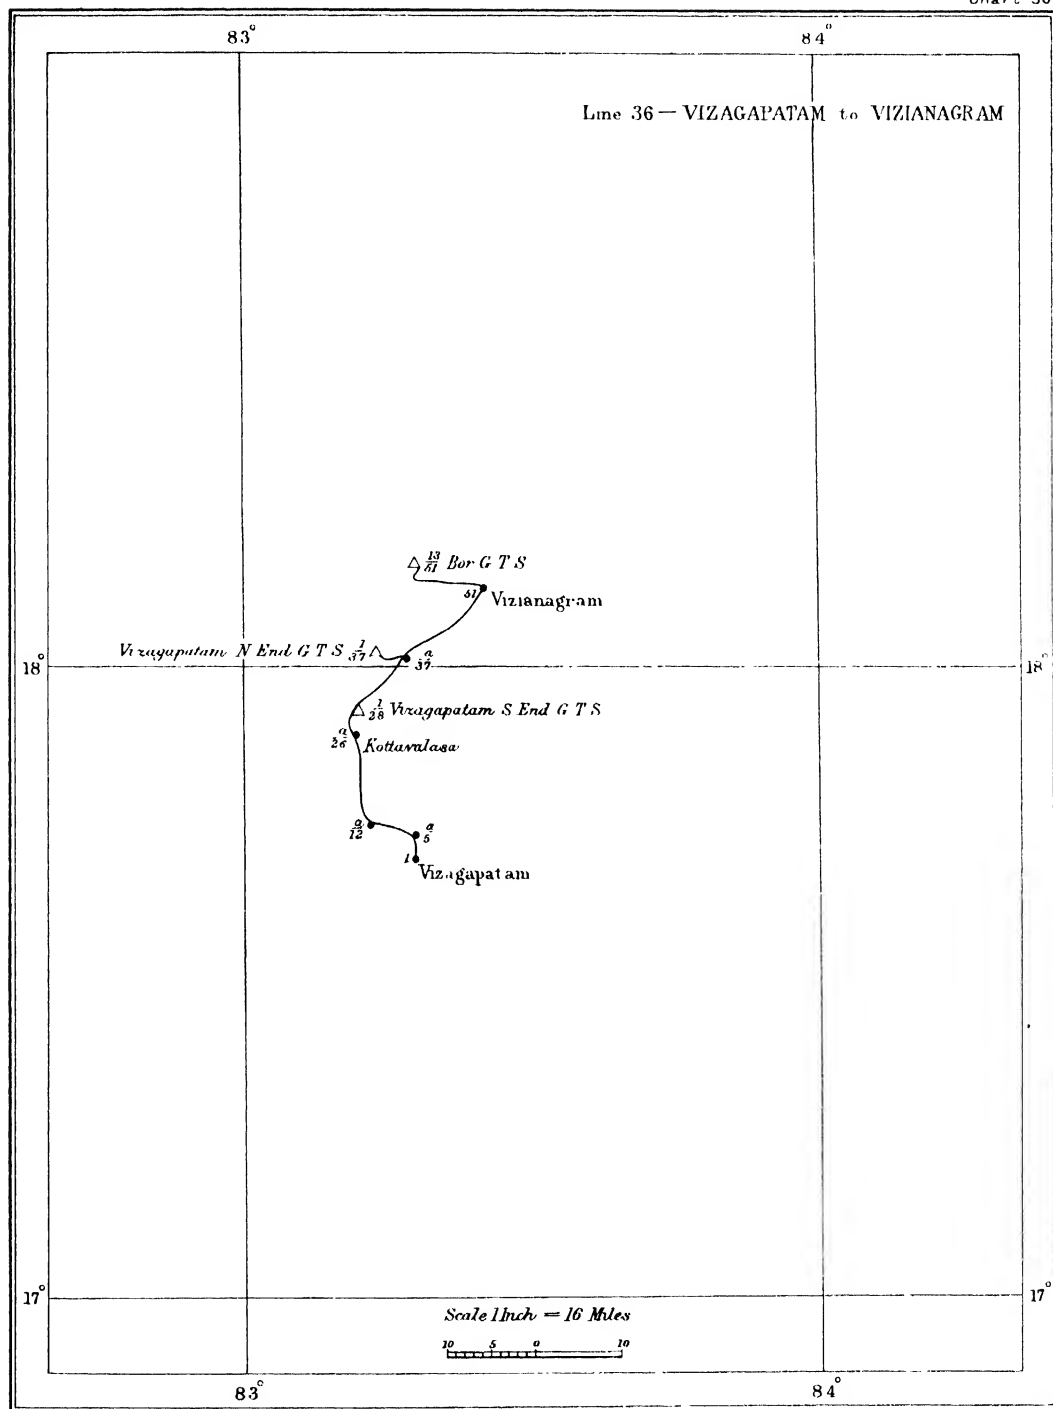 Chart 36
83° 84°
Line 36 — VIZAGAPATAM to VIZIANAGRAM
13/51 Bor G T S
51 Vizianagram
Vizagapatam N End G T S 1/37
a/37
18° 18°
1/28 Vizagapatam S End G T S
a/26 Kottavalasa
a/12 a/5
1 Vizagapatam
17° 17°
Scale 1 Inch = 16 Miles
10 5 0 10
83° 84°